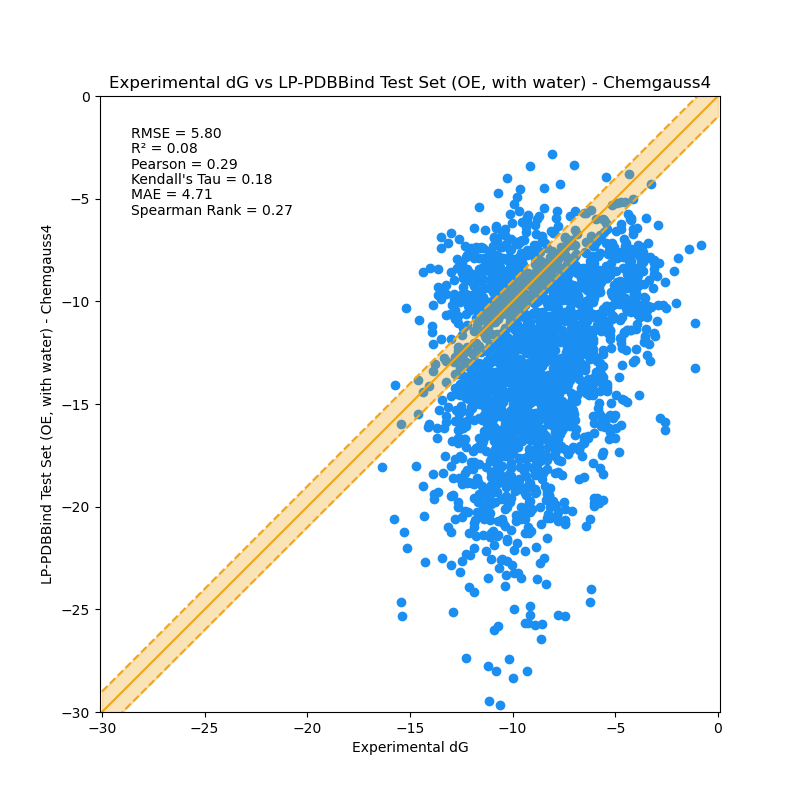 Experimental dG vs LP-PDBBind Test Set (OE, with water) - Chemgauss4
RMSE = 5.80
R² = 0.08
Pearson = 0.29
Kendall's Tau = 0.18
MAE = 4.71
Spearman Rank = 0.27
0
−5
−10
−15
−20
−25
−30
LP-PDBBind Test Set (OE, with water) - Chemgauss4
−30 −25 −20 −15 −10 −5 0
Experimental dG